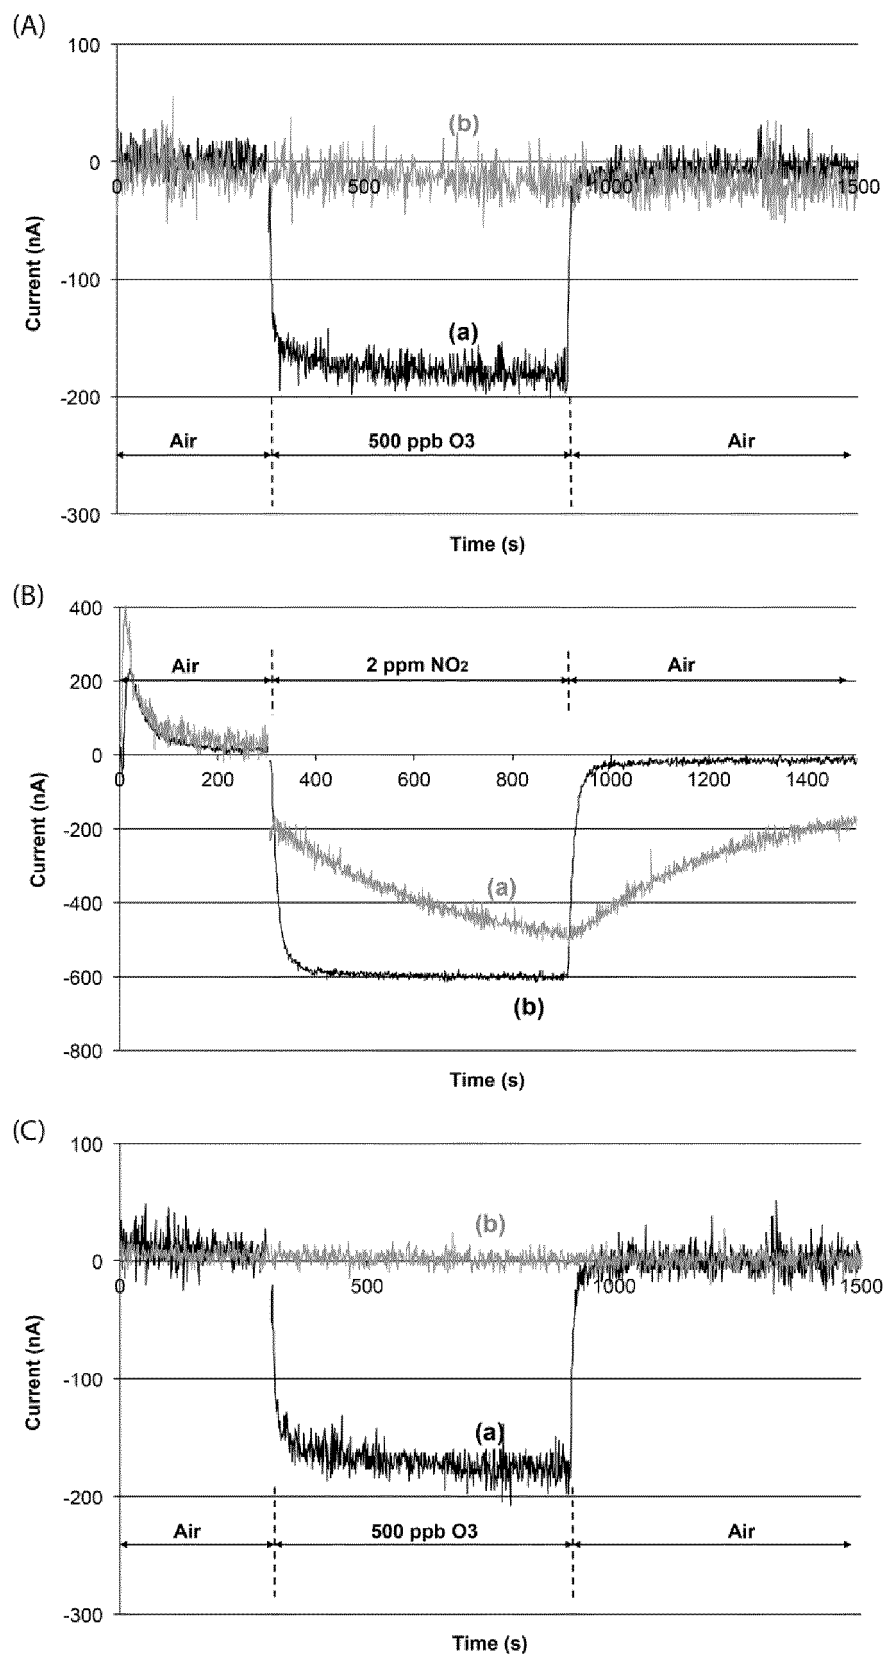 (A)
100
(b)
0
0 500 1000 1500
Current (nA)
-100
(a)
-200
Air 500 ppb O3 Air
-300
Time (s)
(B)
400
Air 2 ppm NO2 Air
200
0
0 200 400 600 800 1000 1200 1400
Current (nA)
-200
(a)
-400
-600
(b)
-800
Time (s)
(C)
100
(b)
0
0 500 1000 1500
Current (nA)
-100
(a)
-200
Air 500 ppb O3 Air
-300
Time (s)